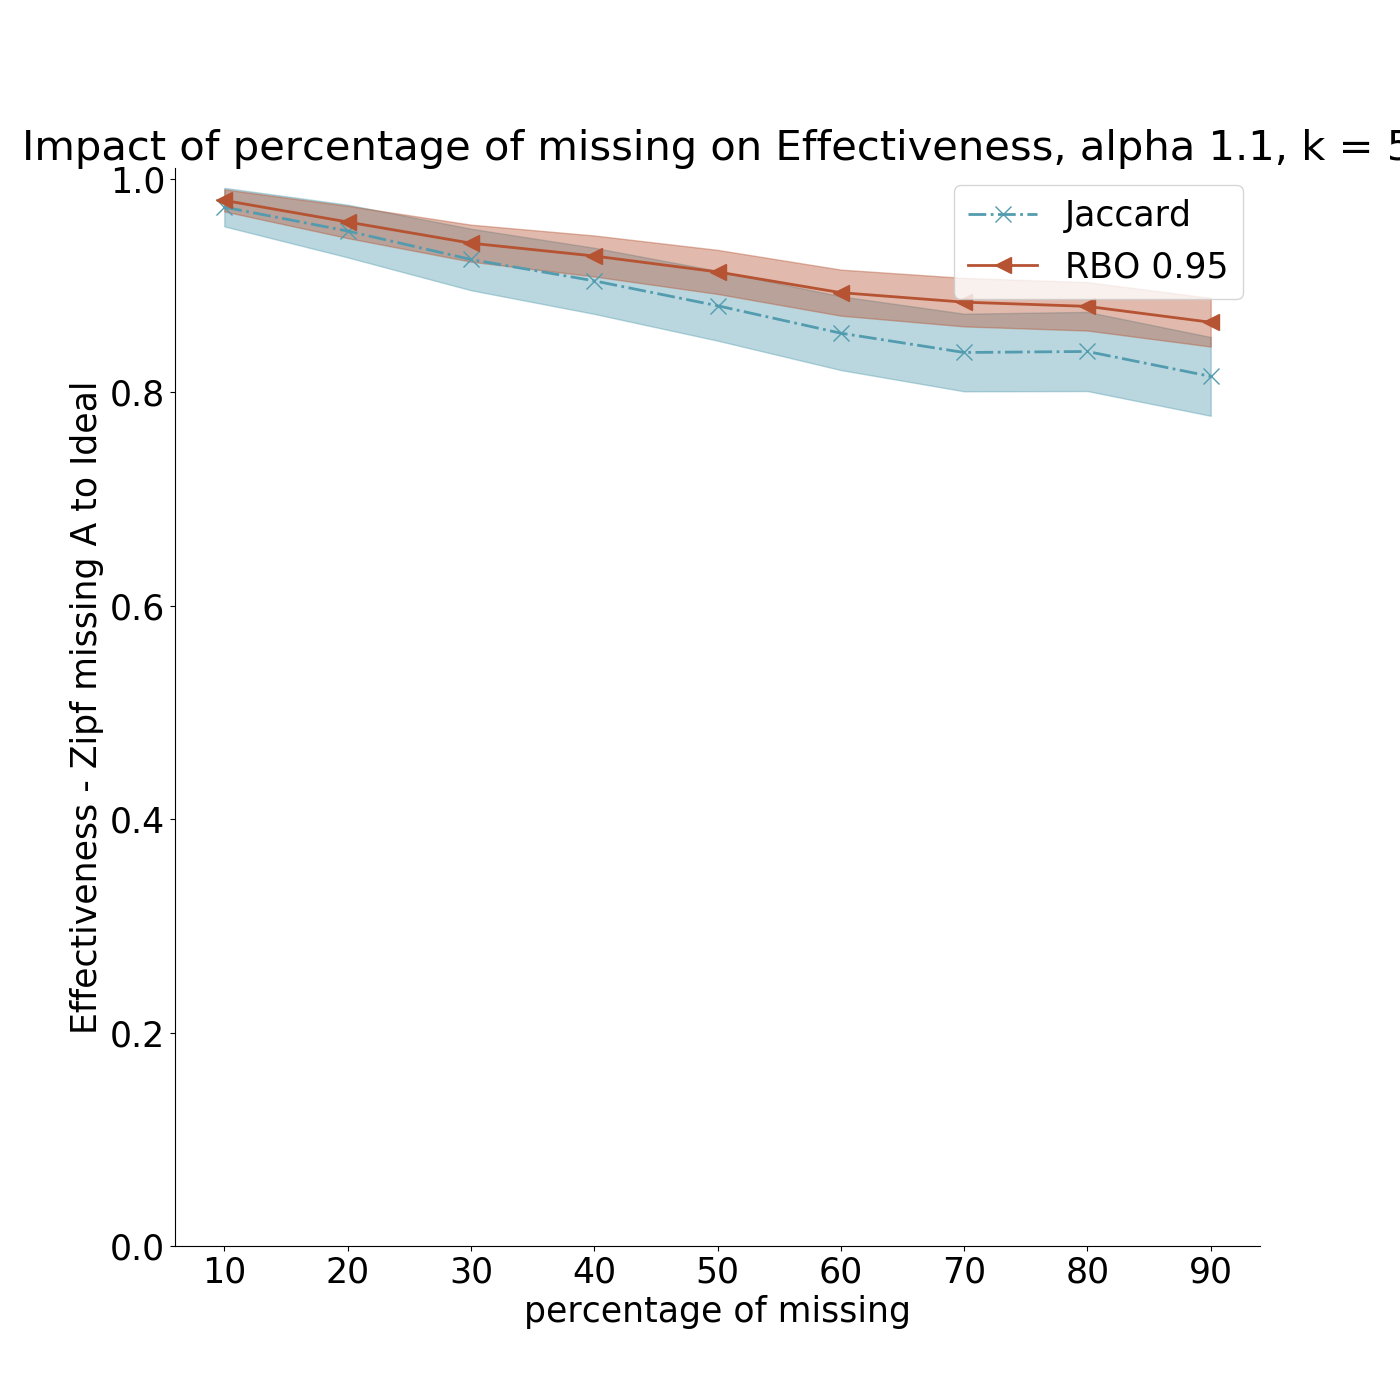 Impact of percentage of missing on Effectiveness, alpha 1.1, k = 5
Jaccard
RBO 0.95
Effectiveness - Zipf missing A to Ideal
1.0
0.8
0.6
0.4
0.2
0.0
10 20 30 40 50 60 70 80 90
percentage of missing